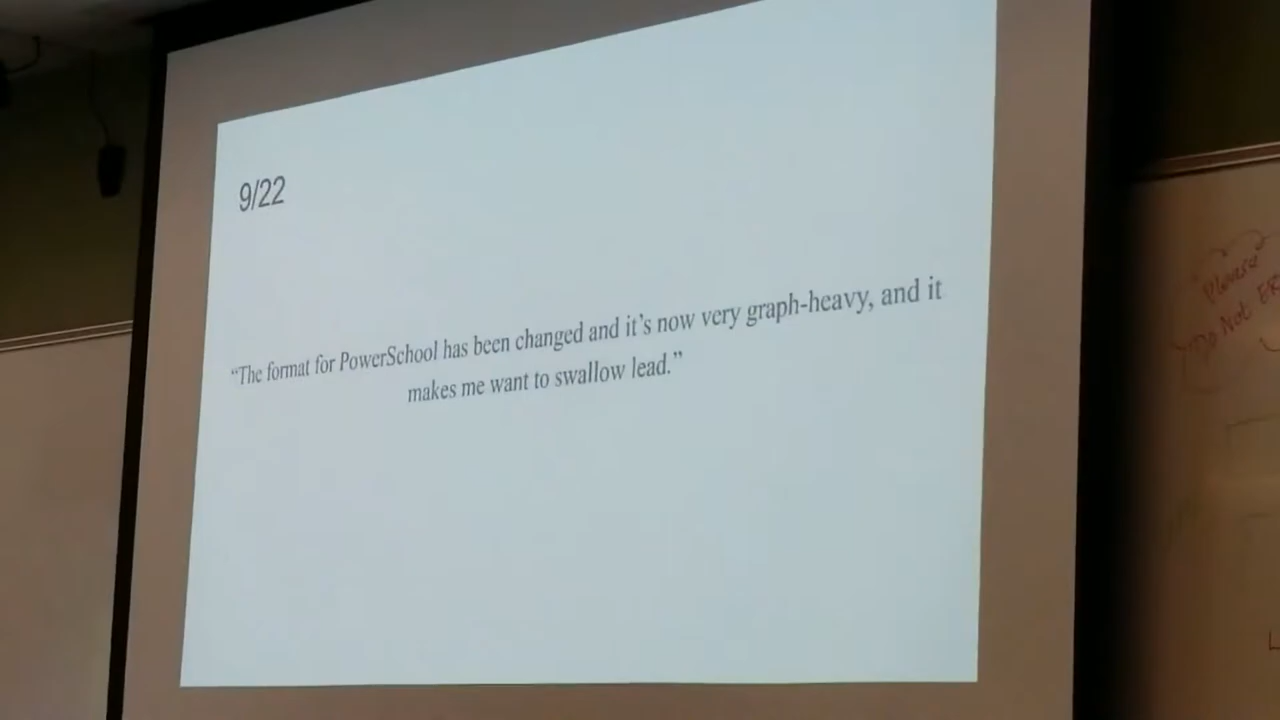 9/22
“The format for PowerSchool has been changed and it’s now very graph-heavy, and it
makes me want to swallow lead.”
Please
Do Not